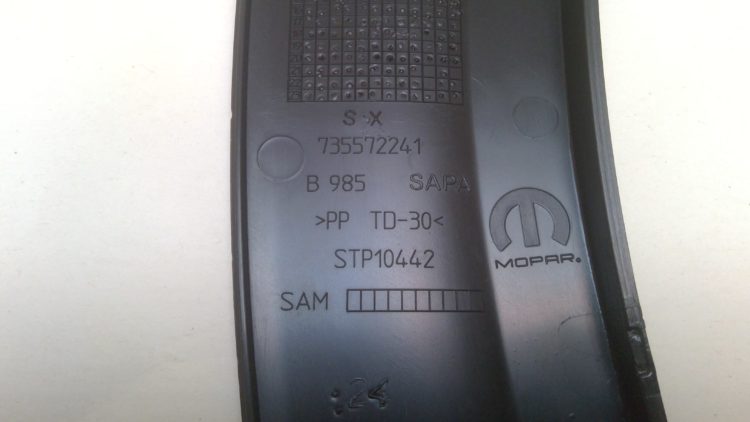 S X
735572241
B 985 SAPA
>PP TD-30<
STP10442
MOPAR®
SAM
:24